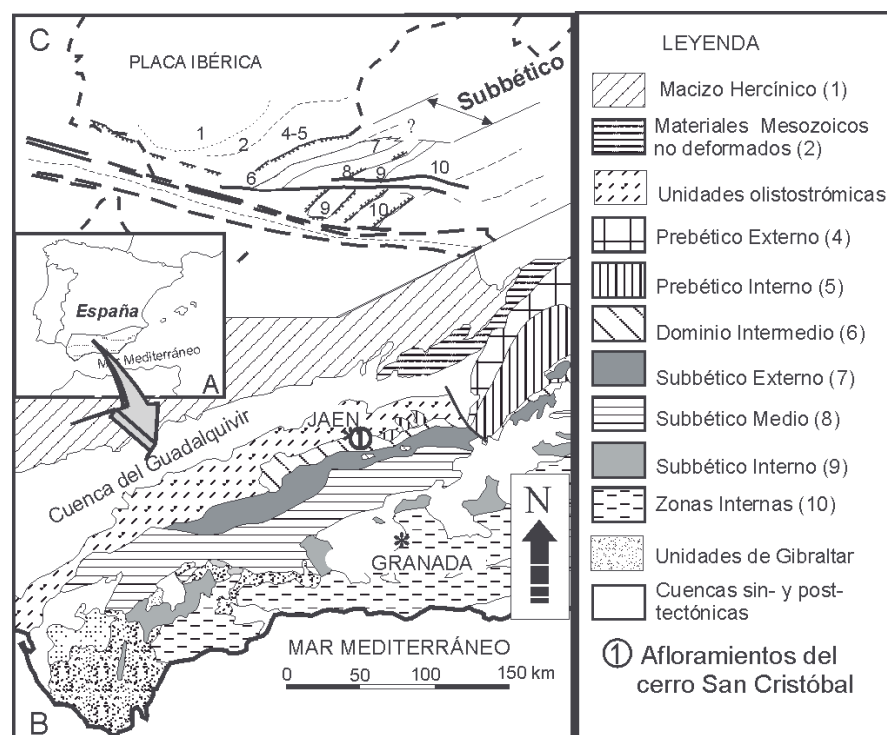 C
PLACA IBÉRICA
Subbético
1
2
4-5
?
7
6
8
9
10
9
10
España
Mar Mediterráneo
A
JAEN
1
Cuenca del Guadalquivir
N
*
GRANADA
MAR MEDITERRÁNEO
0 50 100 150 km
B
LEYENDA
Macizo Hercínico (1)
Materiales Mesozoicos
no deformados (2)
Unidades olistostrómicas
Prebético Externo (4)
Prebético Interno (5)
Dominio Intermedio (6)
Subbético Externo (7)
Subbético Medio (8)
Subbético Interno (9)
Zonas Internas (10)
Unidades de Gibraltar
Cuencas sin- y post-
tectónicas
① Afloramientos del
cerro San Cristóbal